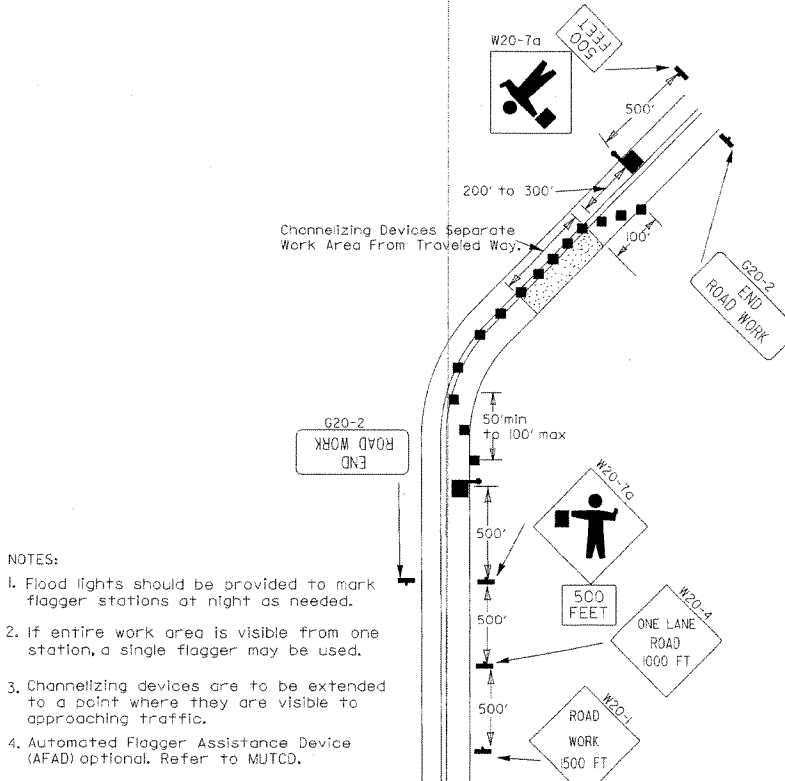 W20-7a
500
FEET
500'
200' to 300'
Channelizing Devices Separate
Work Area From Traveled Way.
100'
G20-2
END
ROAD WORK
G20-2
END
ROAD WORK
50'min
to 100' max
W20-7a
500'
500
FEET
500'
W20-4
ONE LANE
ROAD
1000 FT
500'
W20-1
ROAD
WORK
1500 FT
NOTES:
1. Flood lights should be provided to mark
flagger stations at night as needed.
2. If entire work area is visible from one
station, a single flagger may be used.
3. Channelizing devices are to be extended
to a point where they are visible to
approaching traffic.
4. Automated Flagger Assistance Device
(AFAD) optional. Refer to MUTCD.